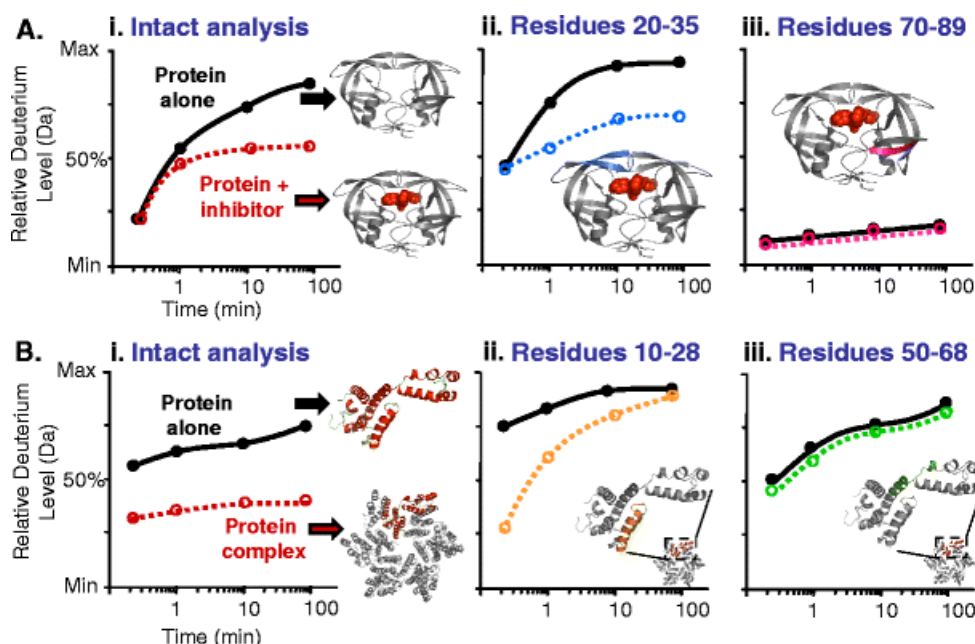 A.
i. Intact analysis
Max
50%
Min
Relative Deuterium
Level (Da)
Protein
alone
Protein +
inhibitor
1 10 100
Time (min)
ii. Residues 20-35
1 10 100
iii. Residues 70-89
1 10 100
B.
i. Intact analysis
Max
50%
Min
Relative Deuterium
Level (Da)
Protein
alone
Protein
complex
1 10 100
Time (min)
ii. Residues 10-28
1 10 100
iii. Residues 50-68
1 10 100